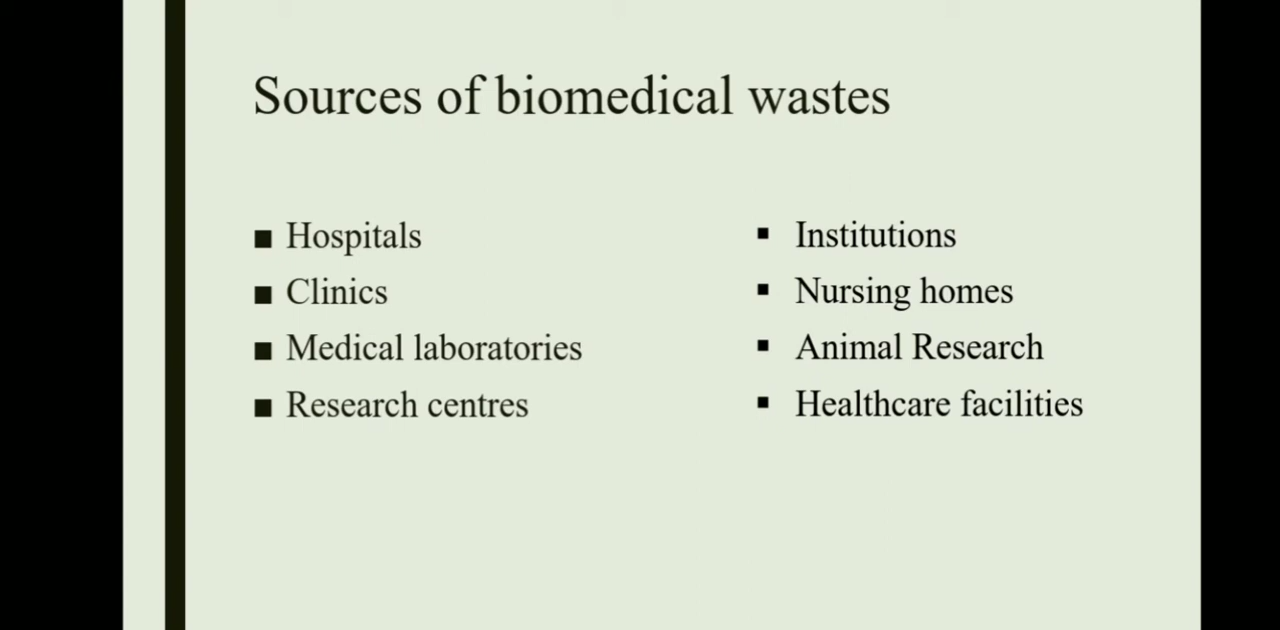 Sources of biomedical wastes
■ Hospitals
■ Clinics
■ Medical laboratories
■ Research centres
▪ Institutions
▪ Nursing homes
▪ Animal Research
▪ Healthcare facilities